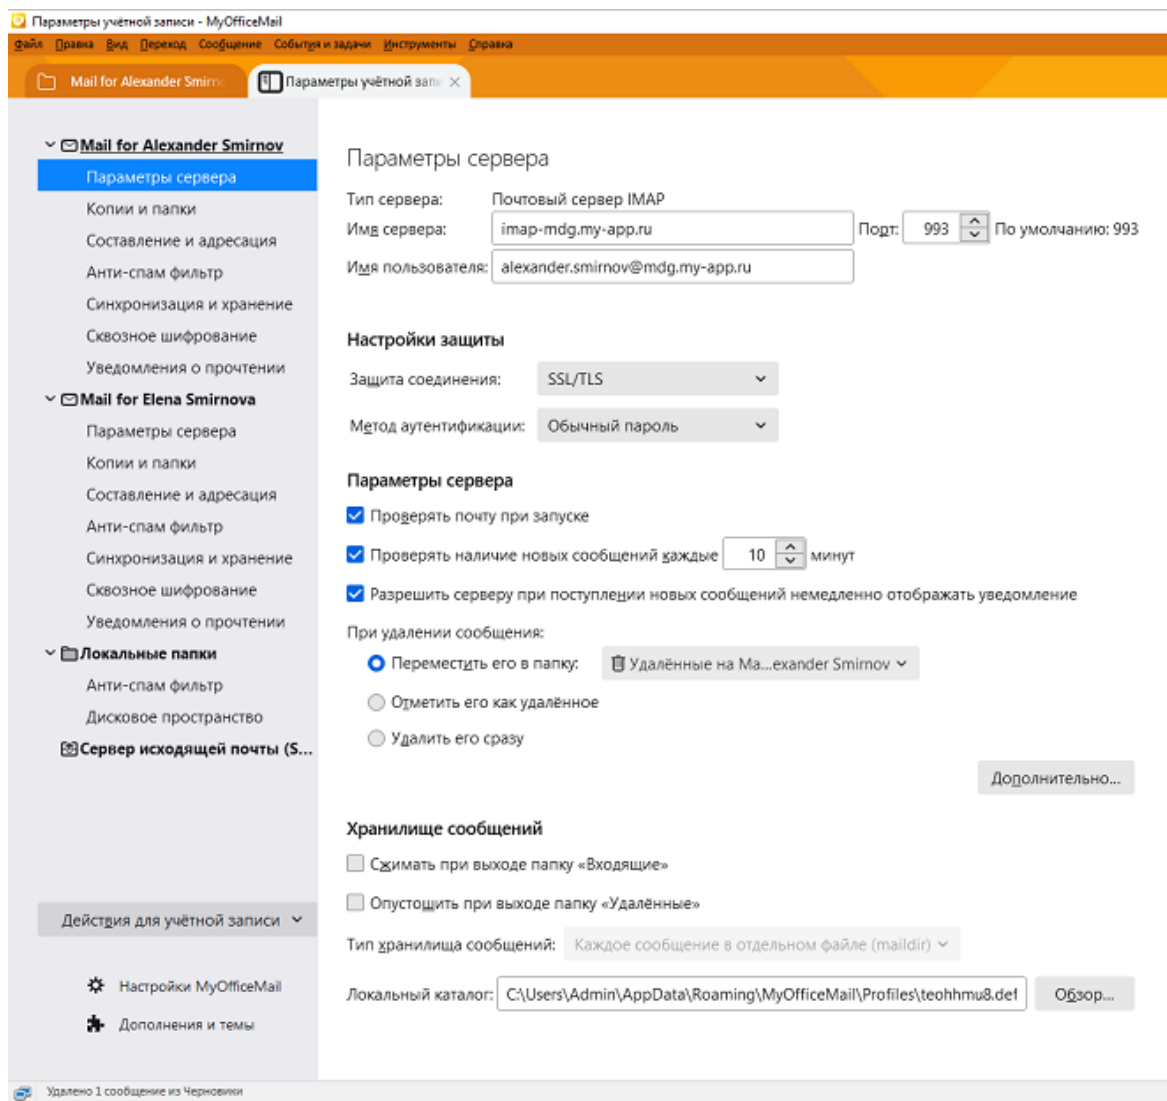 Параметры учётной записи - MyOfficeMail
Файл Правка Вид Переход Сообщение События и задачи Инструменты Справка
Mail for Alexander Smirno
Параметры учётной запи
Mail for Alexander Smirnov
Параметры сервера
Копии и папки
Составление и адресация
Анти-спам фильтр
Синхронизация и хранение
Сквозное шифрование
Уведомления о прочтении
Mail for Elena Smirnova
Параметры сервера
Копии и папки
Составление и адресация
Анти-спам фильтр
Синхронизация и хранение
Сквозное шифрование
Уведомления о прочтении
Локальные папки
Анти-спам фильтр
Дисковое пространство
Сервер исходящей почты (S...
Действия для учётной записи
Настройки MyOfficeMail
Дополнения и темы
Параметры сервера
Тип сервера: Почтовый сервер IMAP
Имя сервера: imap-mdg.my-app.ru Порт: 993 По умолчанию: 993
Имя пользователя: alexander.smirnov@mdg.my-app.ru
Настройки защиты
Защита соединения: SSL/TLS
Метод аутентификации: Обычный пароль
Параметры сервера
Проверять почту при запуске
Проверять наличие новых сообщений каждые 10 минут
Разрешить серверу при поступлении новых сообщений немедленно отображать уведомление
При удалении сообщения:
Переместить его в папку: Удалённые на Ma...exander Smirnov
Отметить его как удалённое
Удалить его сразу
Дополнительно...
Хранилище сообщений
Сжимать при выходе папку «Входящие»
Опустошить при выходе папку «Удалённые»
Тип хранилища сообщений: Каждое сообщение в отдельном файле (maildir)
Локальный каталог: C:\Users\Admin\AppData\Roaming\MyOfficeMail\Profiles\teohhmu8.def Обзор...
Удалено 1 сообщение из Черновики